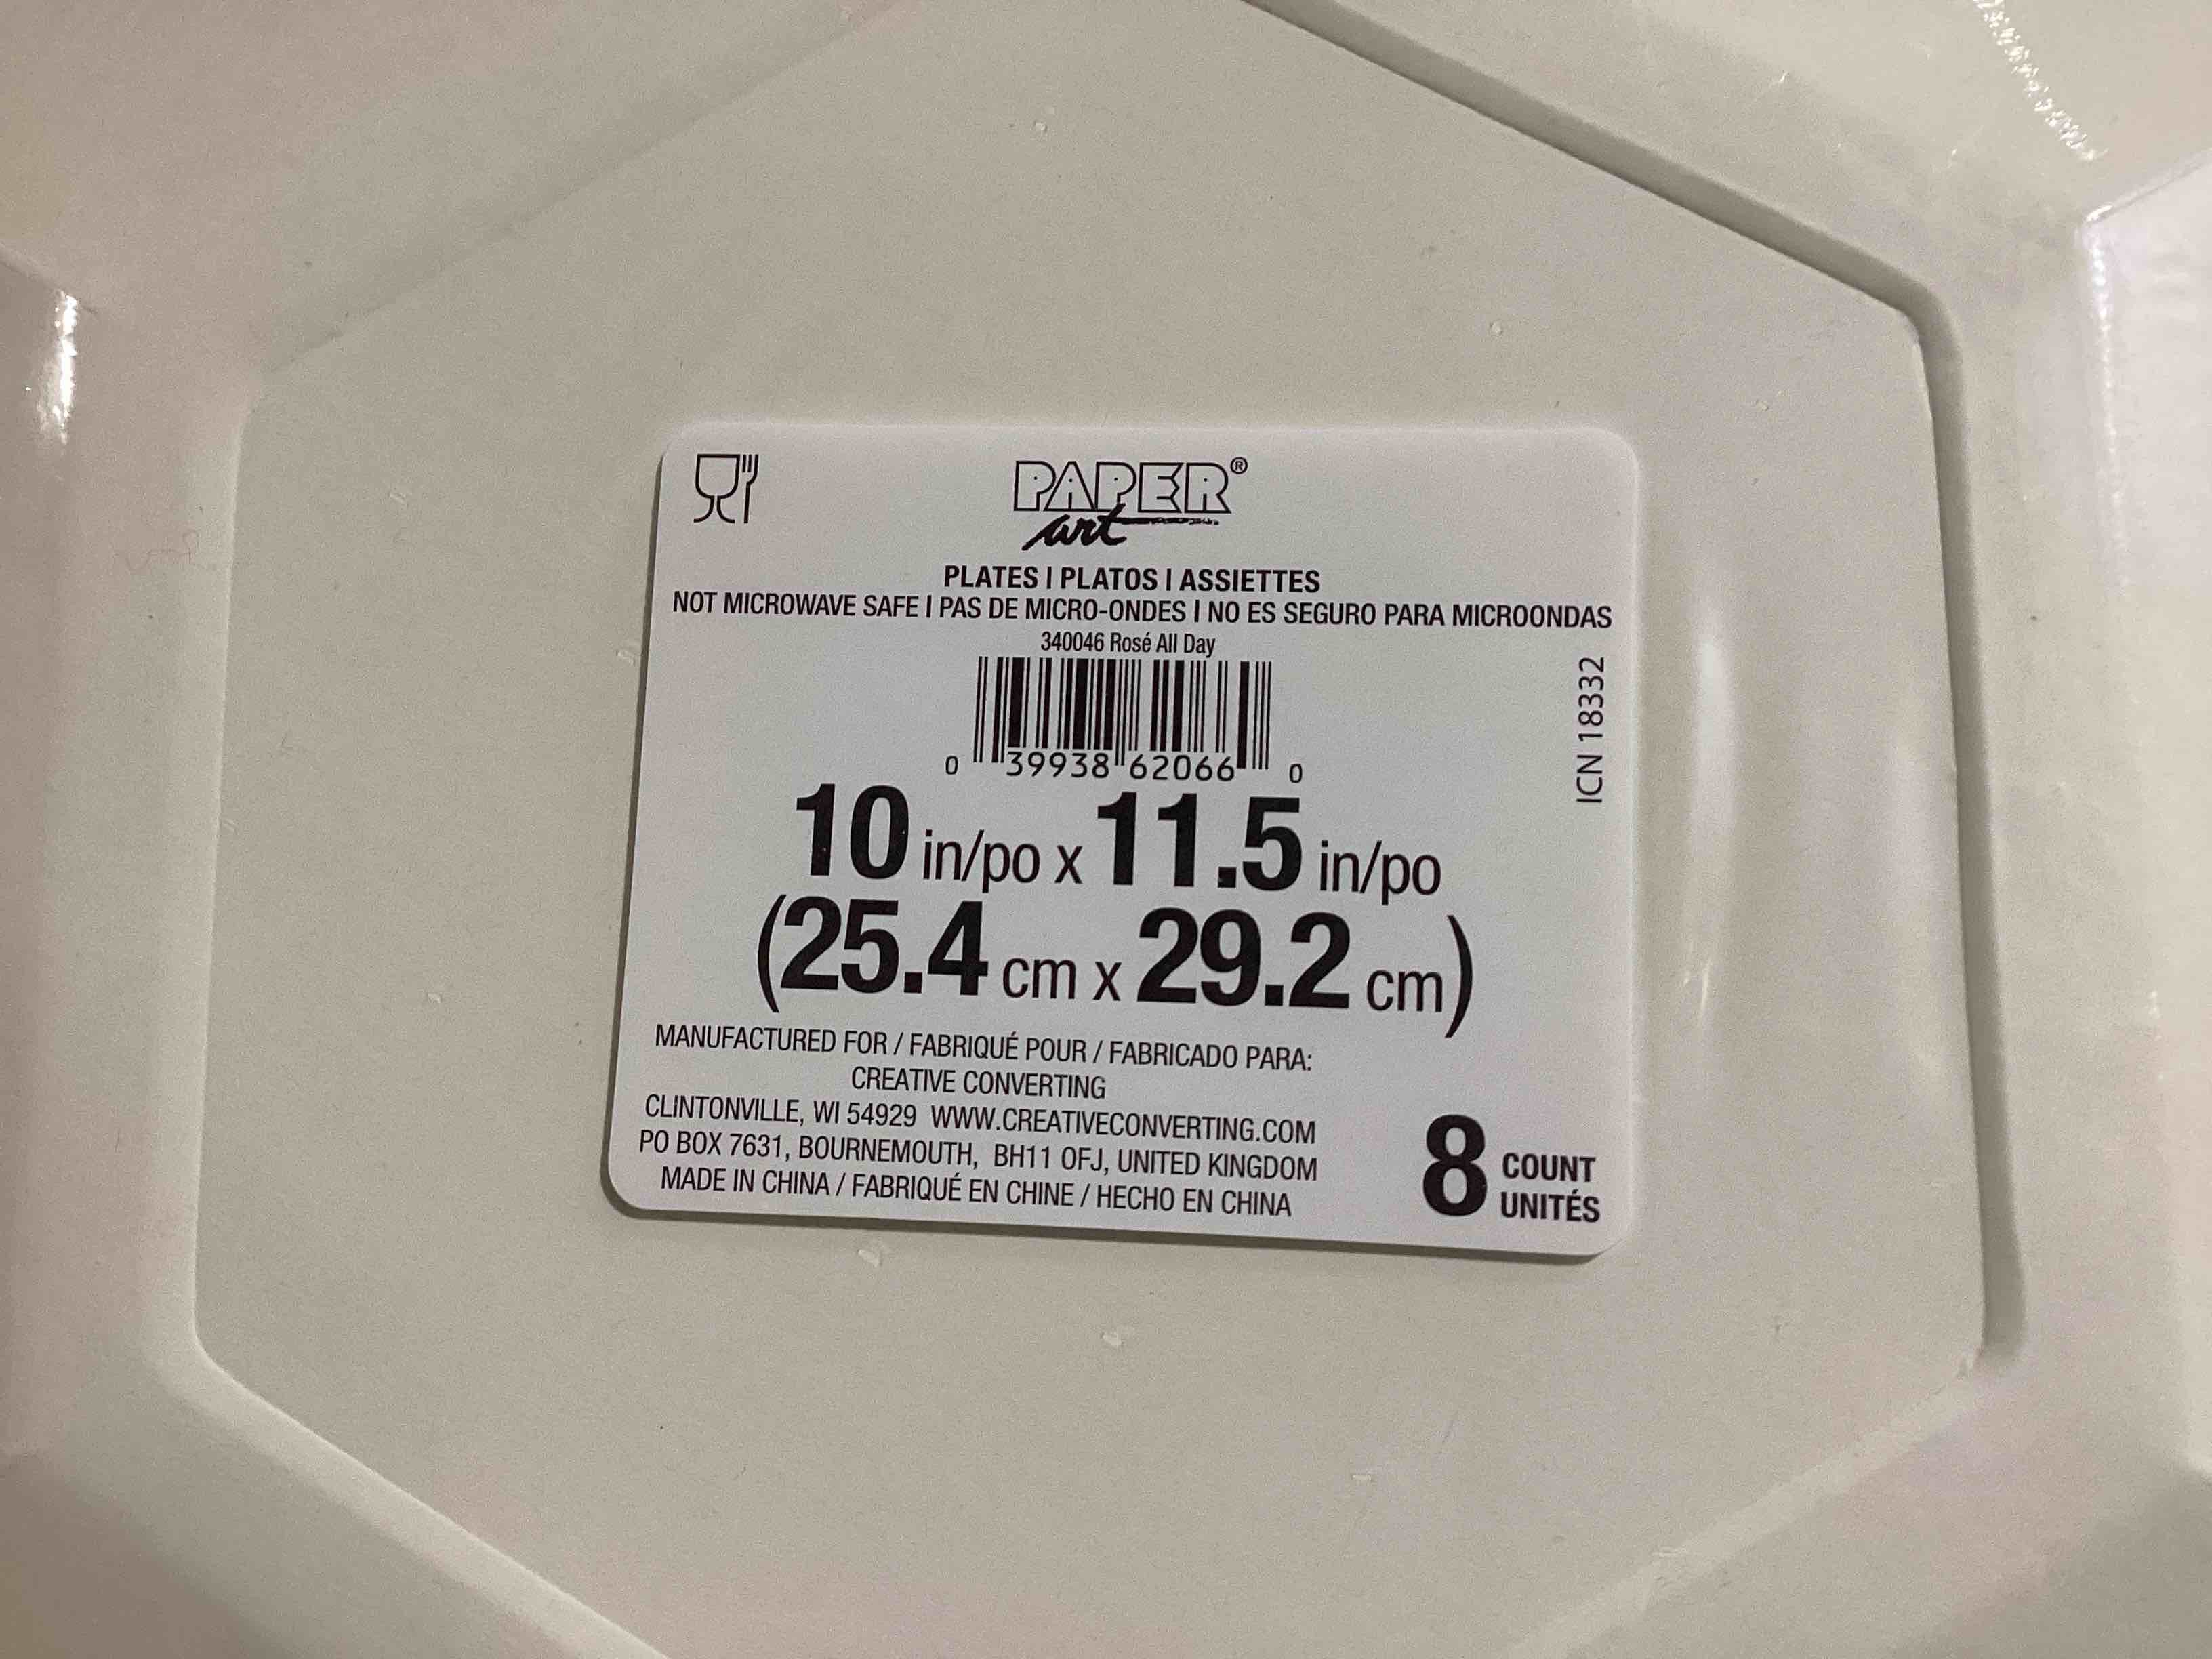 PAPER®
art
PLATES | PLATOS | ASSIETTES
NOT MICROWAVE SAFE | PAS DE MICRO-ONDES | NO ES SEGURO PARA MICROONDAS
340046 Rosé All Day
0 39938 62066 0
ICN 18332
10 in/po x 11.5 in/po
(25.4 cm x 29.2 cm)
MANUFACTURED FOR / FABRIQUÉ POUR / FABRICADO PARA:
CREATIVE CONVERTING
CLINTONVILLE, WI 54929 WWW.CREATIVECONVERTING.COM
PO BOX 7631, BOURNEMOUTH, BH11 0FJ, UNITED KINGDOM
MADE IN CHINA / FABRIQUÉ EN CHINE / HECHO EN CHINA
8 COUNT
UNITÉS